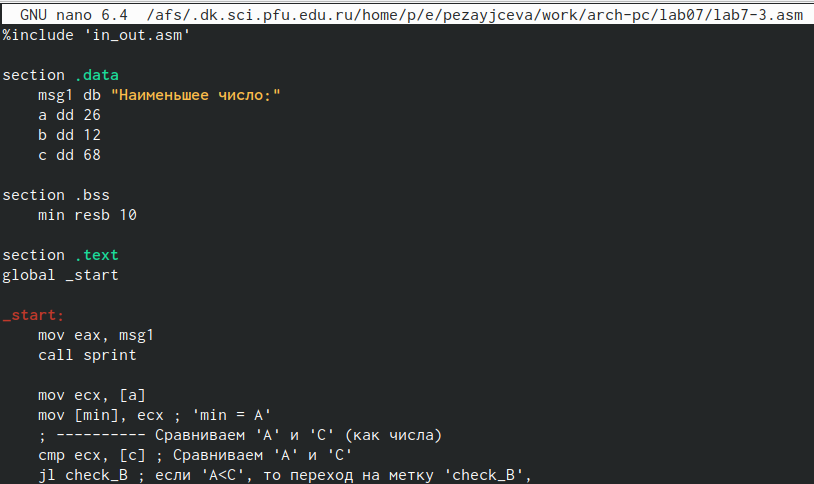 GNU nano 6.4 /afs/.dk.sci.pfu.edu.ru/home/p/e/pezayjceva/work/arch-pc/lab07/lab7-3.asm
%include 'in_out.asm'
section .data
msg1 db "Наименьшее число:"
a dd 26
b dd 12
c dd 68
section .bss
min resb 10
section .text
global _start
_start:
mov eax, msg1
call sprint
mov ecx, [a]
mov [min], ecx ; 'min = A'
; ---------- Сравниваем 'A' и 'C' (как числа)
cmp ecx, [c] ; Сравниваем 'A' и 'C'
jl check_B ; если 'A<C', то переход на метку 'check_B',